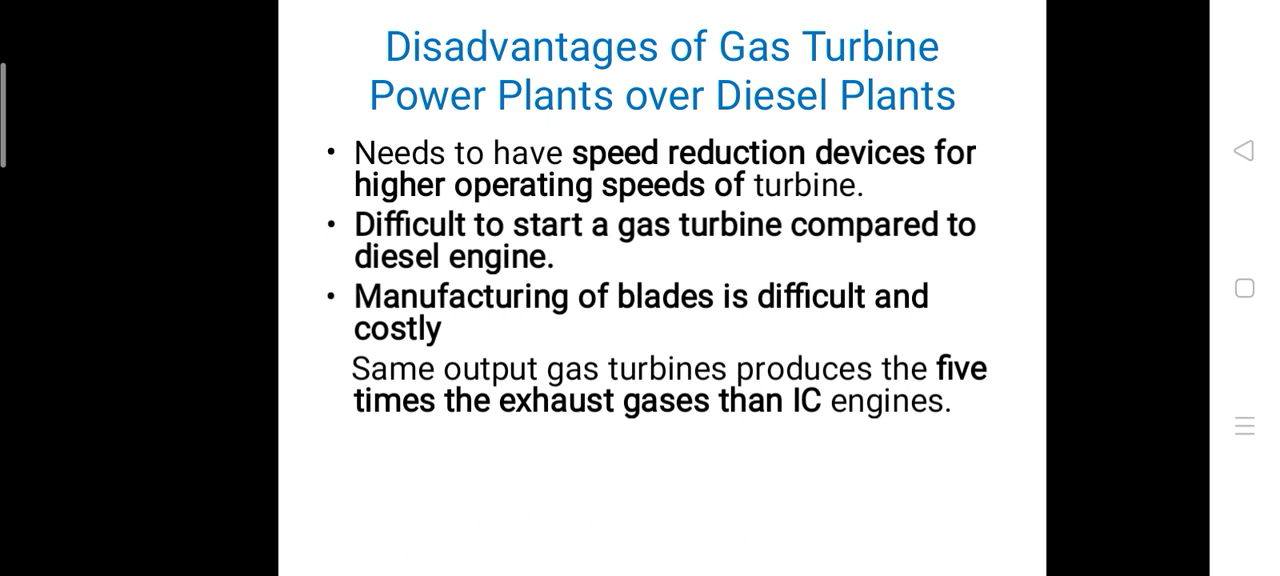 Disadvantages of Gas Turbine
Power Plants over Diesel Plants
• Needs to have speed reduction devices for
higher operating speeds of turbine.
• Difficult to start a gas turbine compared to
diesel engine.
• Manufacturing of blades is difficult and
costly
Same output gas turbines produces the five
times the exhaust gases than IC engines.